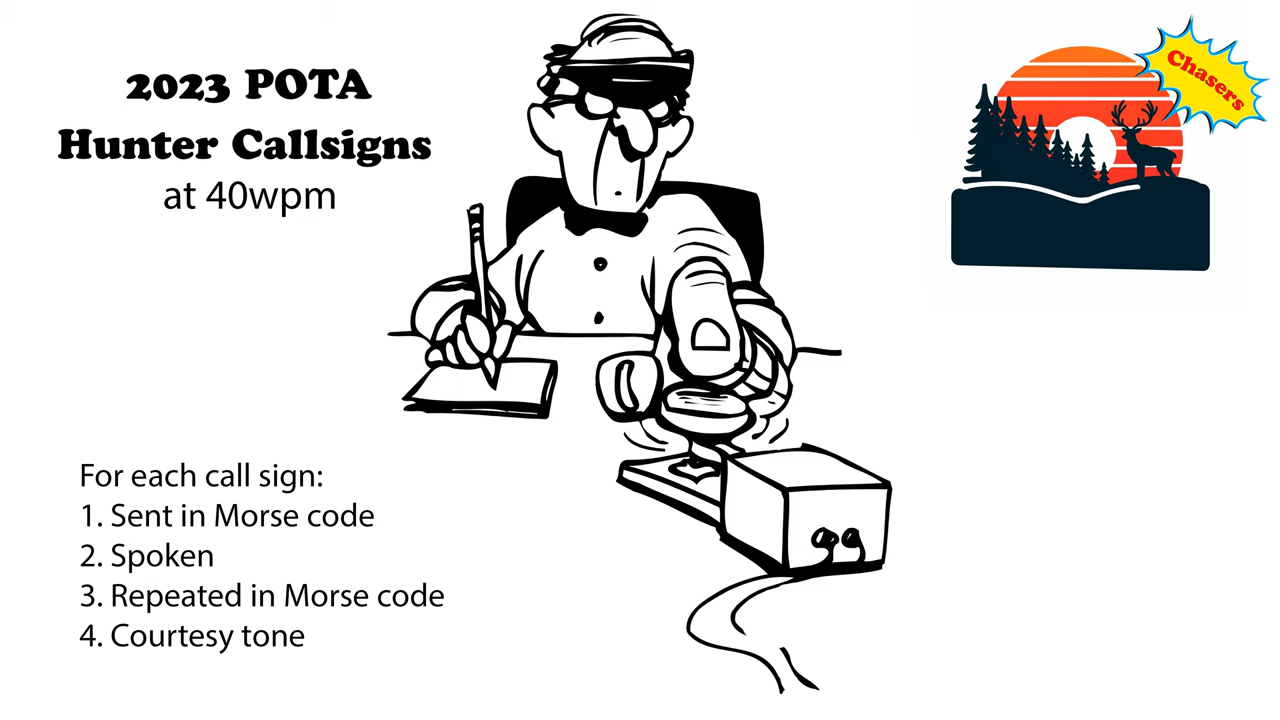 2023 POTA
Hunter Callsigns
at 40wpm
Chasers
For each call sign:
1. Sent in Morse code
2. Spoken
3. Repeated in Morse code
4. Courtesy tone